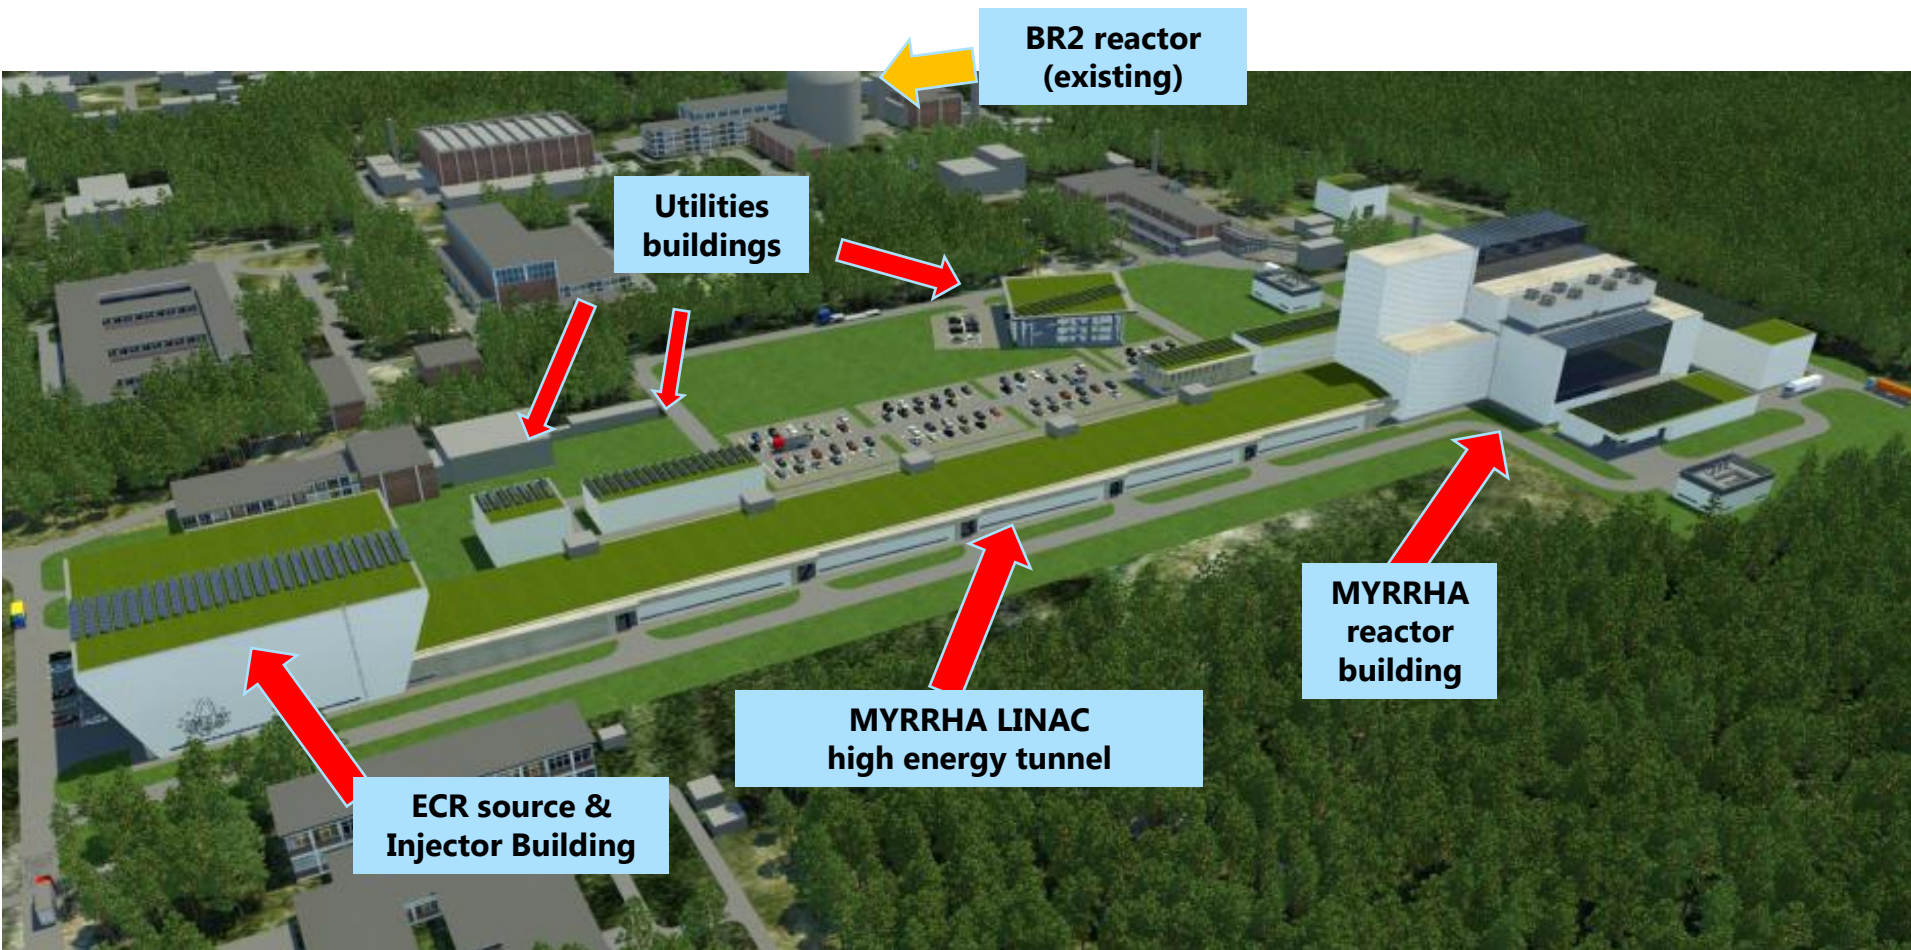 BR2 reactor
(existing)
Utilities
buildings
MYRRHA
reactor
building
MYRRHA LINAC
high energy tunnel
ECR source &
Injector Building